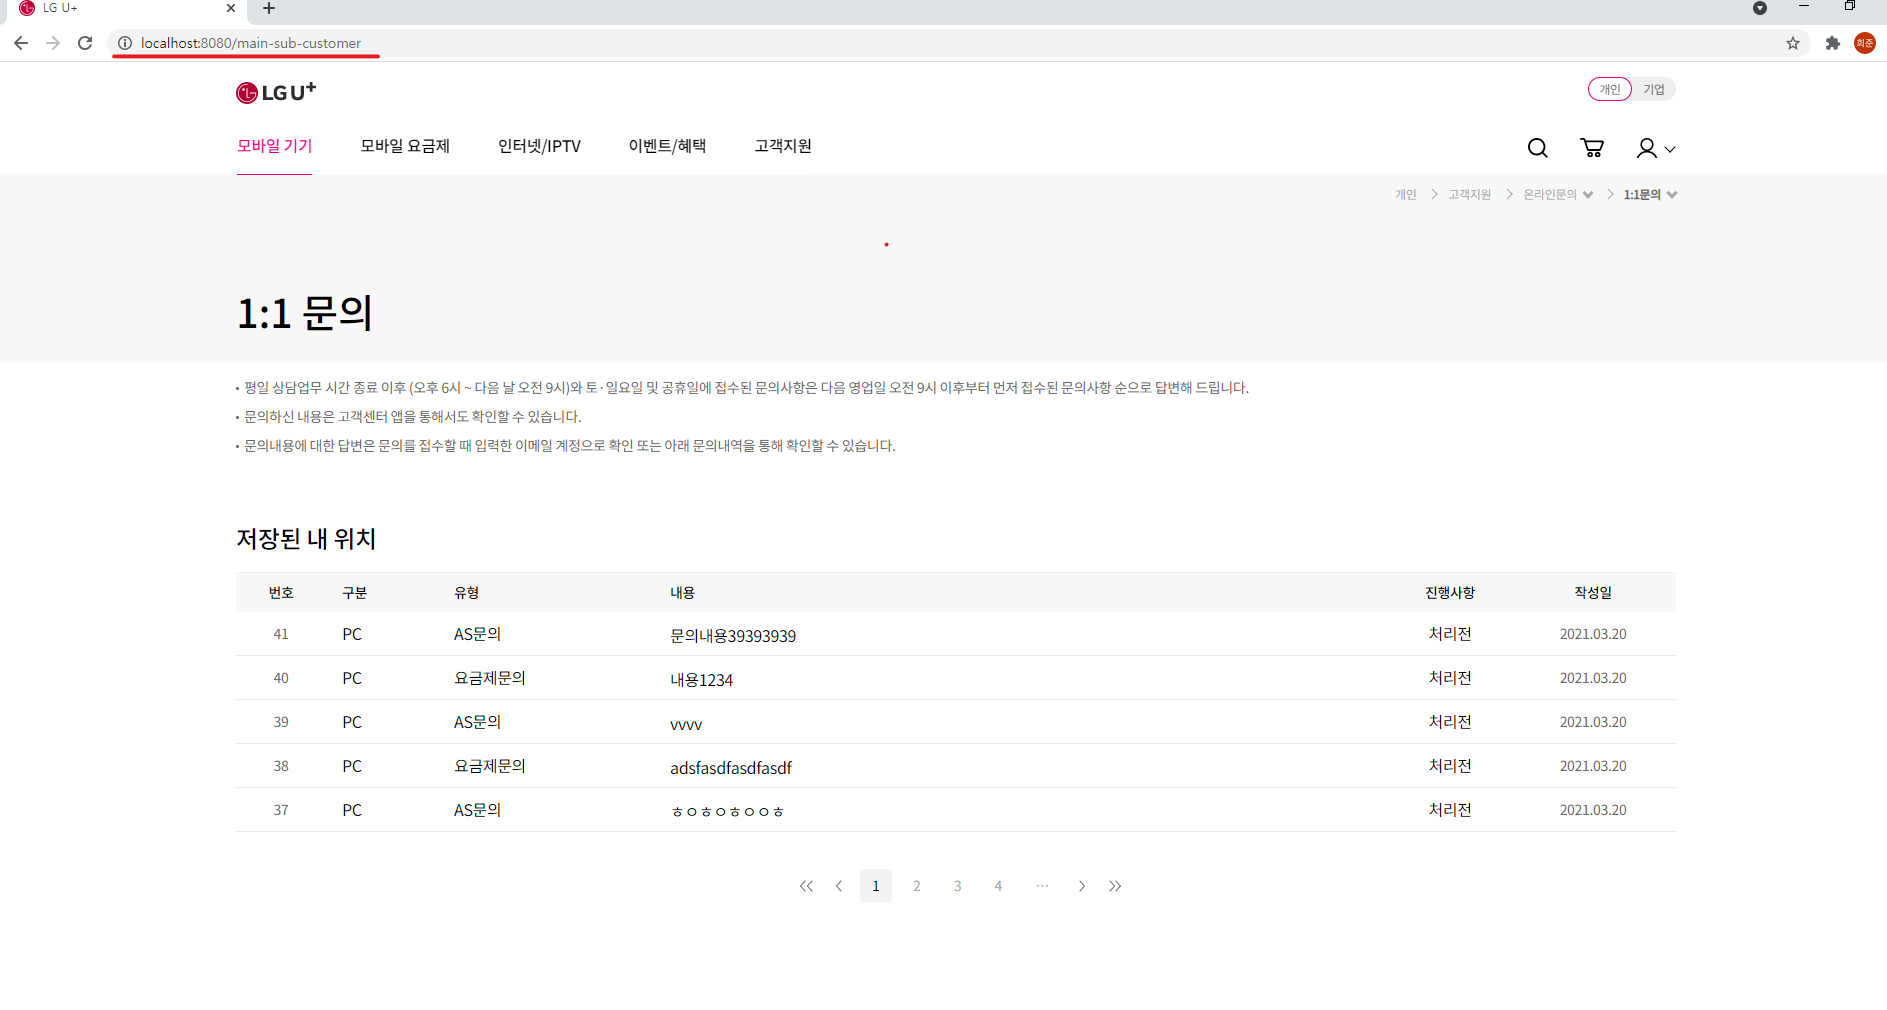 LG U+
localhost:8080/main-sub-customer
희준
LG U+
개인 기업
모바일 기기 모바일 요금제 인터넷/IPTV 이벤트/혜택 고객지원
개인 고객지원 온라인문의 1:1문의
1:1 문의
• 평일 상담업무 시간 종료 이후 (오후 6시 ~ 다음 날 오전 9시)와 토·일요일 및 공휴일에 접수된 문의사항은 다음 영업일 오전 9시 이후부터 먼저 접수된 문의사항 순으로 답변해 드립니다.
• 문의하신 내용은 고객센터 앱을 통해서도 확인할 수 있습니다.
• 문의내용에 대한 답변은 문의를 접수할 때 입력한 이메일 계정으로 확인 또는 아래 문의내역을 통해 확인할 수 있습니다.
저장된 내 위치
번호 구분 유형 내용 진행사항 작성일
41 PC AS문의 문의내용39393939 처리전 2021.03.20
40 PC 요금제문의 내용1234 처리전 2021.03.20
39 PC AS문의 vvvv 처리전 2021.03.20
38 PC 요금제문의 adsfasdfasdfasdf 처리전 2021.03.20
37 PC AS문의 ㅎㅇㅎㅇㅎㅇㅇㅎ 처리전 2021.03.20
1 2 3 4 ···